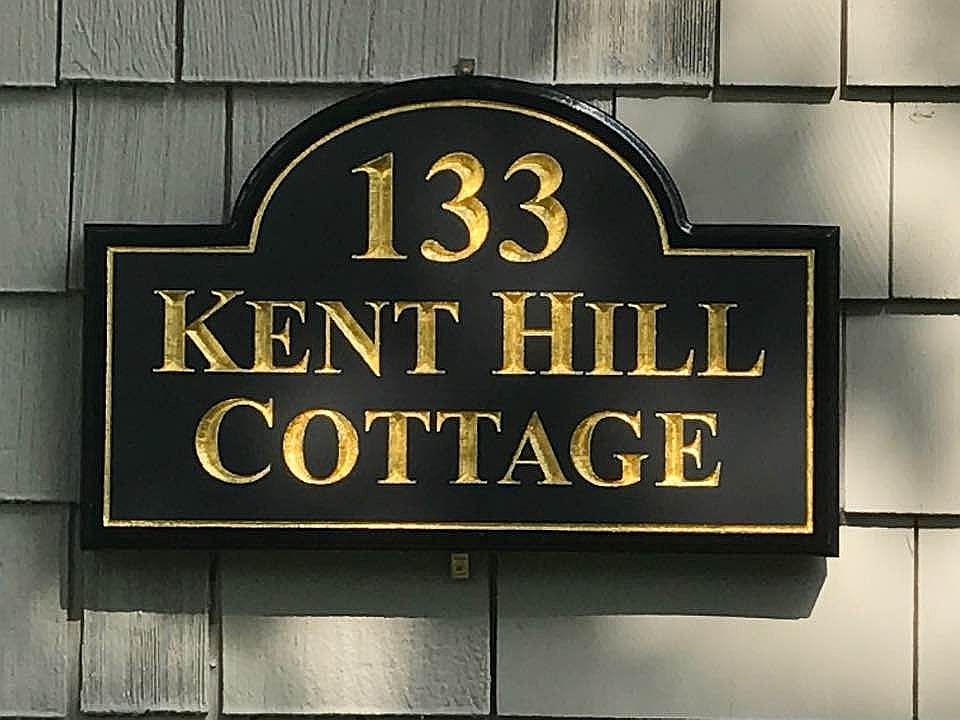 133
KENT HILL
COTTAGE